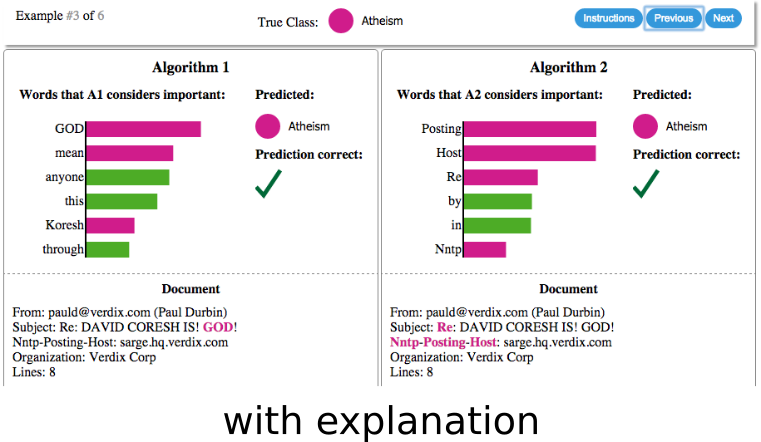 Example #3 of 6
True Class:
Atheism
Instructions
Previous
Next
Algorithm 1
Words that A1 considers important:
Predicted:
GOD
mean
anyone
this
Koresh
through
Atheism
Prediction correct:
Document
From: pauld@verdix.com (Paul Durbin)
Subject: Re: DAVID CORESH IS! GOD!
Nntp-Posting-Host: sarge.hq.verdix.com
Organization: Verdix Corp
Lines: 8
Algorithm 2
Words that A2 considers important:
Predicted:
Posting
Host
Re
by
in
Nntp
Atheism
Prediction correct:
Document
From: pauld@verdix.com (Paul Durbin)
Subject: Re: DAVID CORESH IS! GOD!
Nntp-Posting-Host: sarge.hq.verdix.com
Organization: Verdix Corp
Lines: 8
with explanation